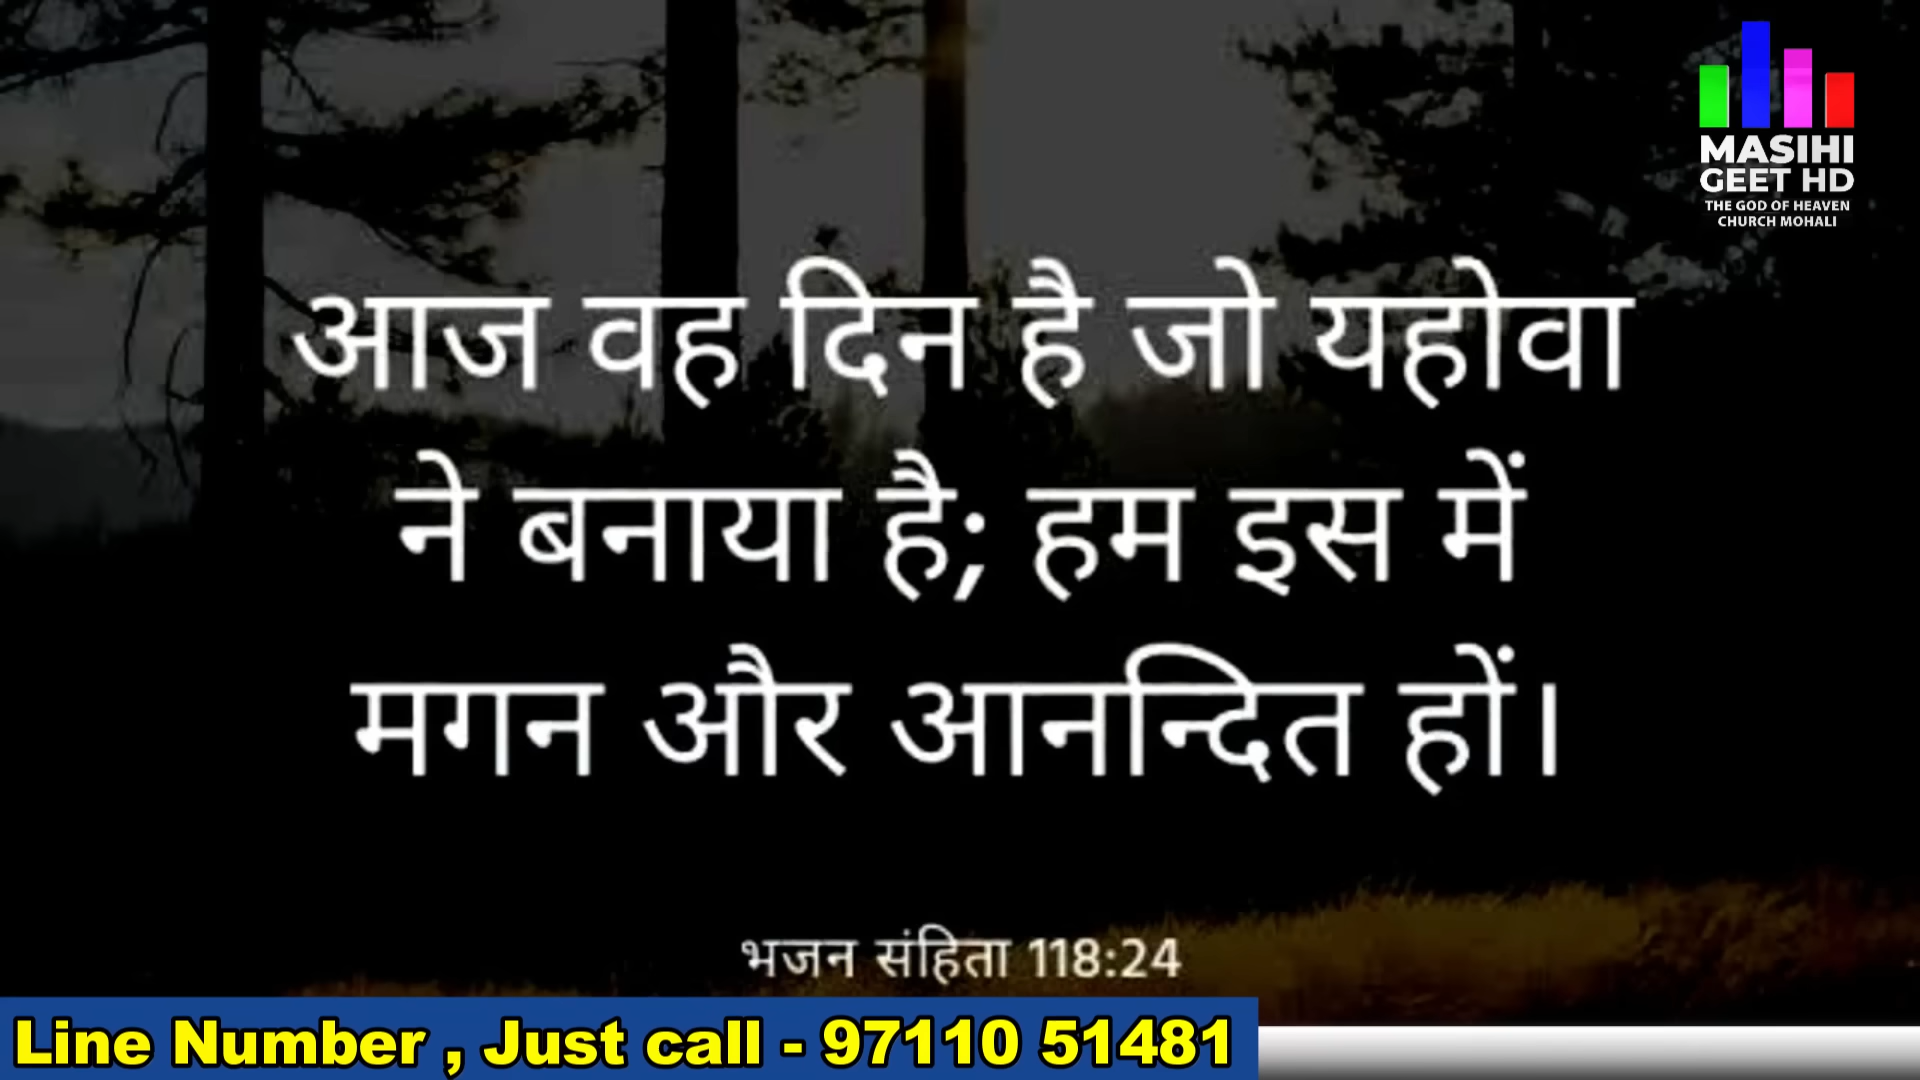 MASIHI
GEET HD
THE GOD OF HEAVEN
CHURCH MOHALI
आज वह दिन है जो यहोवा
ने बनाया है; हम इस में
मगन और आनन्दित हों।
भजन संहिता 118:24
Line Number , Just call - 97110 51481